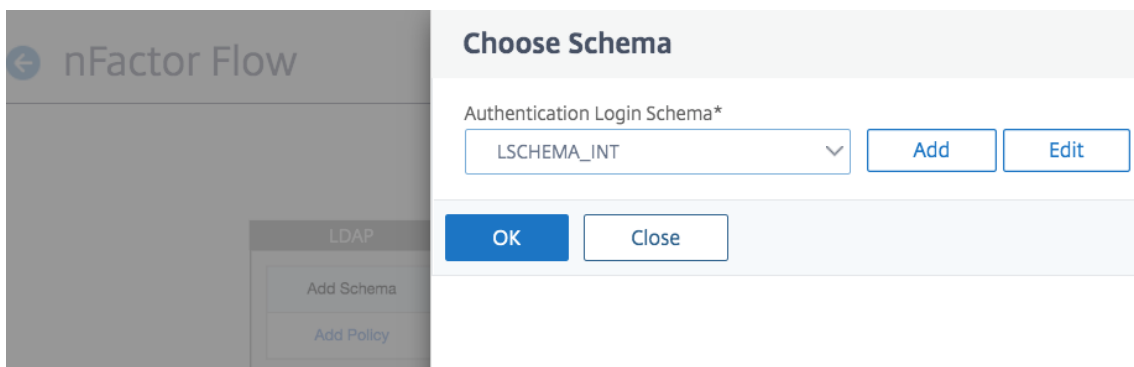 nFactor Flow
LDAP
Add Schema
Add Policy
Choose Schema
Authentication Login Schema*
LSCHEMA_INT
Add
Edit
OK
Close